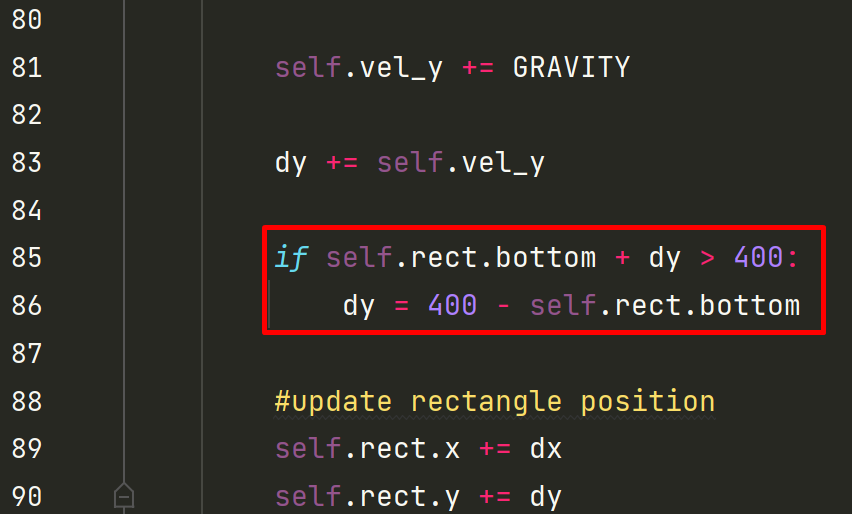 80
81 self.vel_y += GRAVITY
82
83 dy += self.vel_y
84
85 if self.rect.bottom + dy > 400:
86 dy = 400 - self.rect.bottom
87
88 #update rectangle position
89 self.rect.x += dx
90 self.rect.y += dy